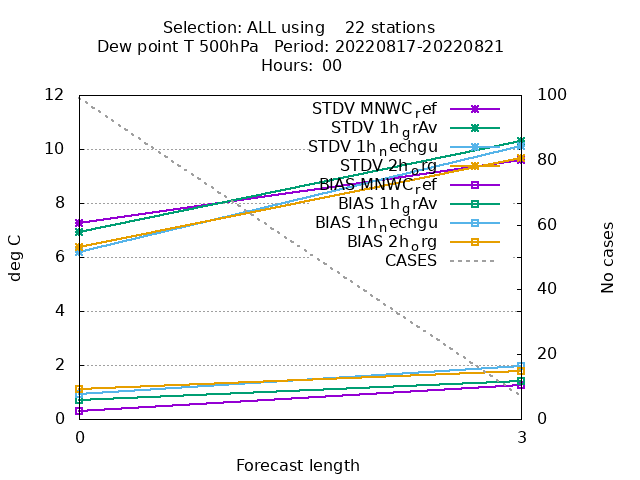 Selection: ALL using 22 stations
Dew point T 500hPa Period: 20220817-20220821
Hours: 00
12
10
8
6
4
2
0
100
80
60
40
20
0
deg C
No cases
STDV MNWC_ref
STDV 1h_grAv
STDV 1h_nechgu
STDV 2h_org
BIAS MNWC_ref
BIAS 1h_grAv
BIAS 1h_nechgu
BIAS 2h_org
CASES
0
3
Forecast length